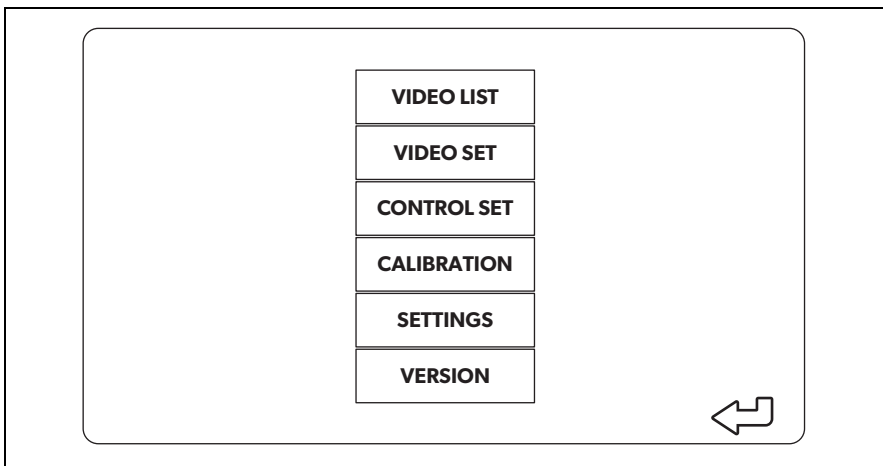 VIDEO LIST
VIDEO SET
CONTROL SET
CALIBRATION
SETTINGS
VERSION